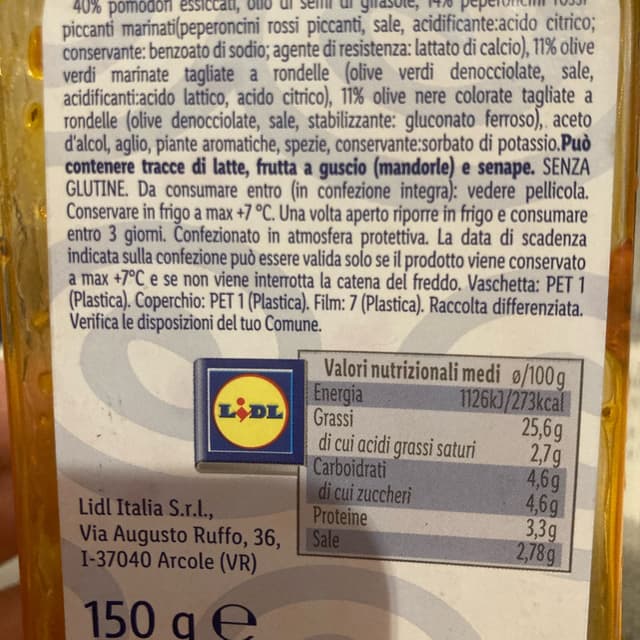 40% pomodori essiccati, olio di semi di girasole, 14% peperoncini rossi
piccanti marinati(peperoncini rossi piccanti, sale, acidificante:acido citrico;
conservante: benzoato di sodio; agente di resistenza: lattato di calcio), 11% olive
verdi marinate tagliate a rondelle (olive verdi denocciolate, sale,
acidificanti:acido lattico, acido citrico), 11% olive nere colorate tagliate a
rondelle (olive denocciolate, sale, stabilizzante: gluconato ferroso), aceto
d'alcol, aglio, piante aromatiche, spezie, conservante:sorbato di potassio.Può
contenere tracce di latte, frutta a guscio (mandorle) e senape. SENZA
GLUTINE. Da consumare entro (in confezione integra): vedere pellicola.
Conservare in frigo a max +7 °C. Una volta aperto riporre in frigo e consumare
entro 3 giorni. Confezionato in atmosfera protettiva. La data di scadenza
indicata sulla confezione può essere valida solo se il prodotto viene conservato
a max +7°C e se non viene interrotta la catena del freddo. Vaschetta: PET 1
(Plastica). Coperchio: PET 1 (Plastica). Film: 7 (Plastica). Raccolta differenziata.
Verifica le disposizioni del tuo Comune.
LIDL
Valori nutrizionali medi ø/100g
Energia 1126kJ/273kcal
Grassi 25,6g
di cui acidi grassi saturi 2,7g
Carboidrati 4,6g
di cui zuccheri 4,6g
Proteine 3,3g
Sale 2,78g
Lidl Italia S.r.l.,
Via Augusto Ruffo, 36,
I-37040 Arcole (VR)
150 g e